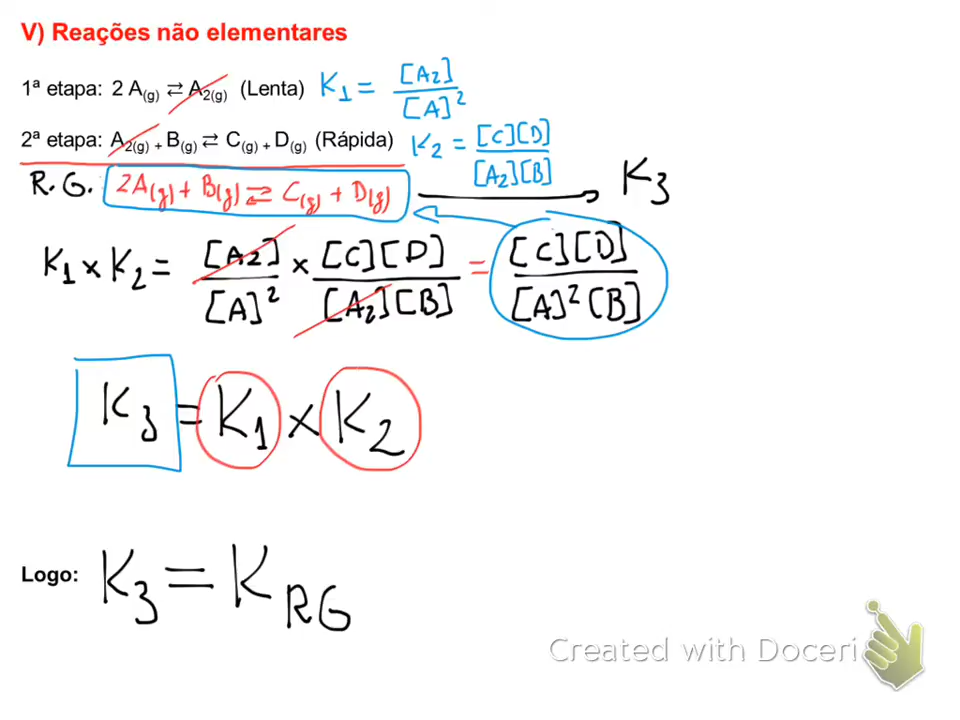 V) Reações não elementares
1ª etapa: 2 A(g) ⇄ A2(g) (Lenta) K1 = [A2] / [A]²
2ª etapa: A2(g) + B(g) ⇄ C(g) + D(g) (Rápida) K2 = [C][D] / [A2][B]
R.G. 2A(g) + B(g) ⇄ C(g) + D(g) → K3
K1 x K2 = [A2] / [A]² x [C][D] / [A2][B] = [C][D] / [A]²[B]
K3 = K1 x K2
Logo: K3 = KRG
Created with Doceri